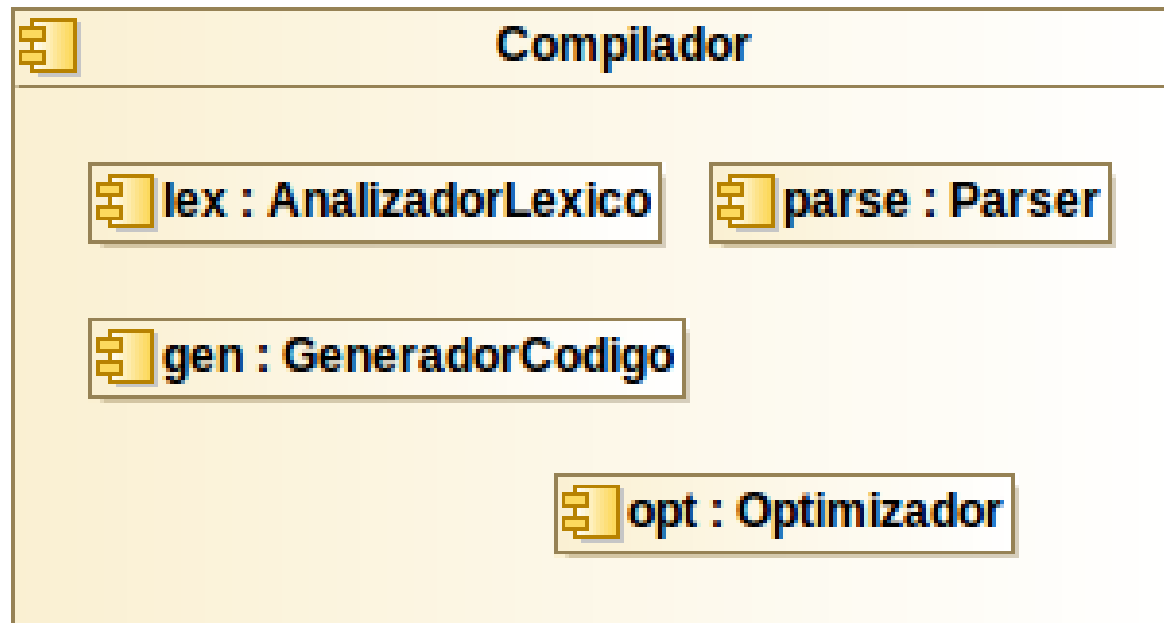 Compilador
lex : AnalizadorLexico
parse : Parser
gen : GeneradorCodigo
opt : Optimizador